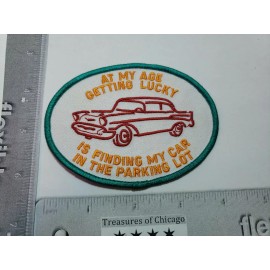 AT MY AGE
GETTING LUCKY
IS FINDING MY CAR
IN THE PARKING LOT
Treasures of Chicago
★★★★